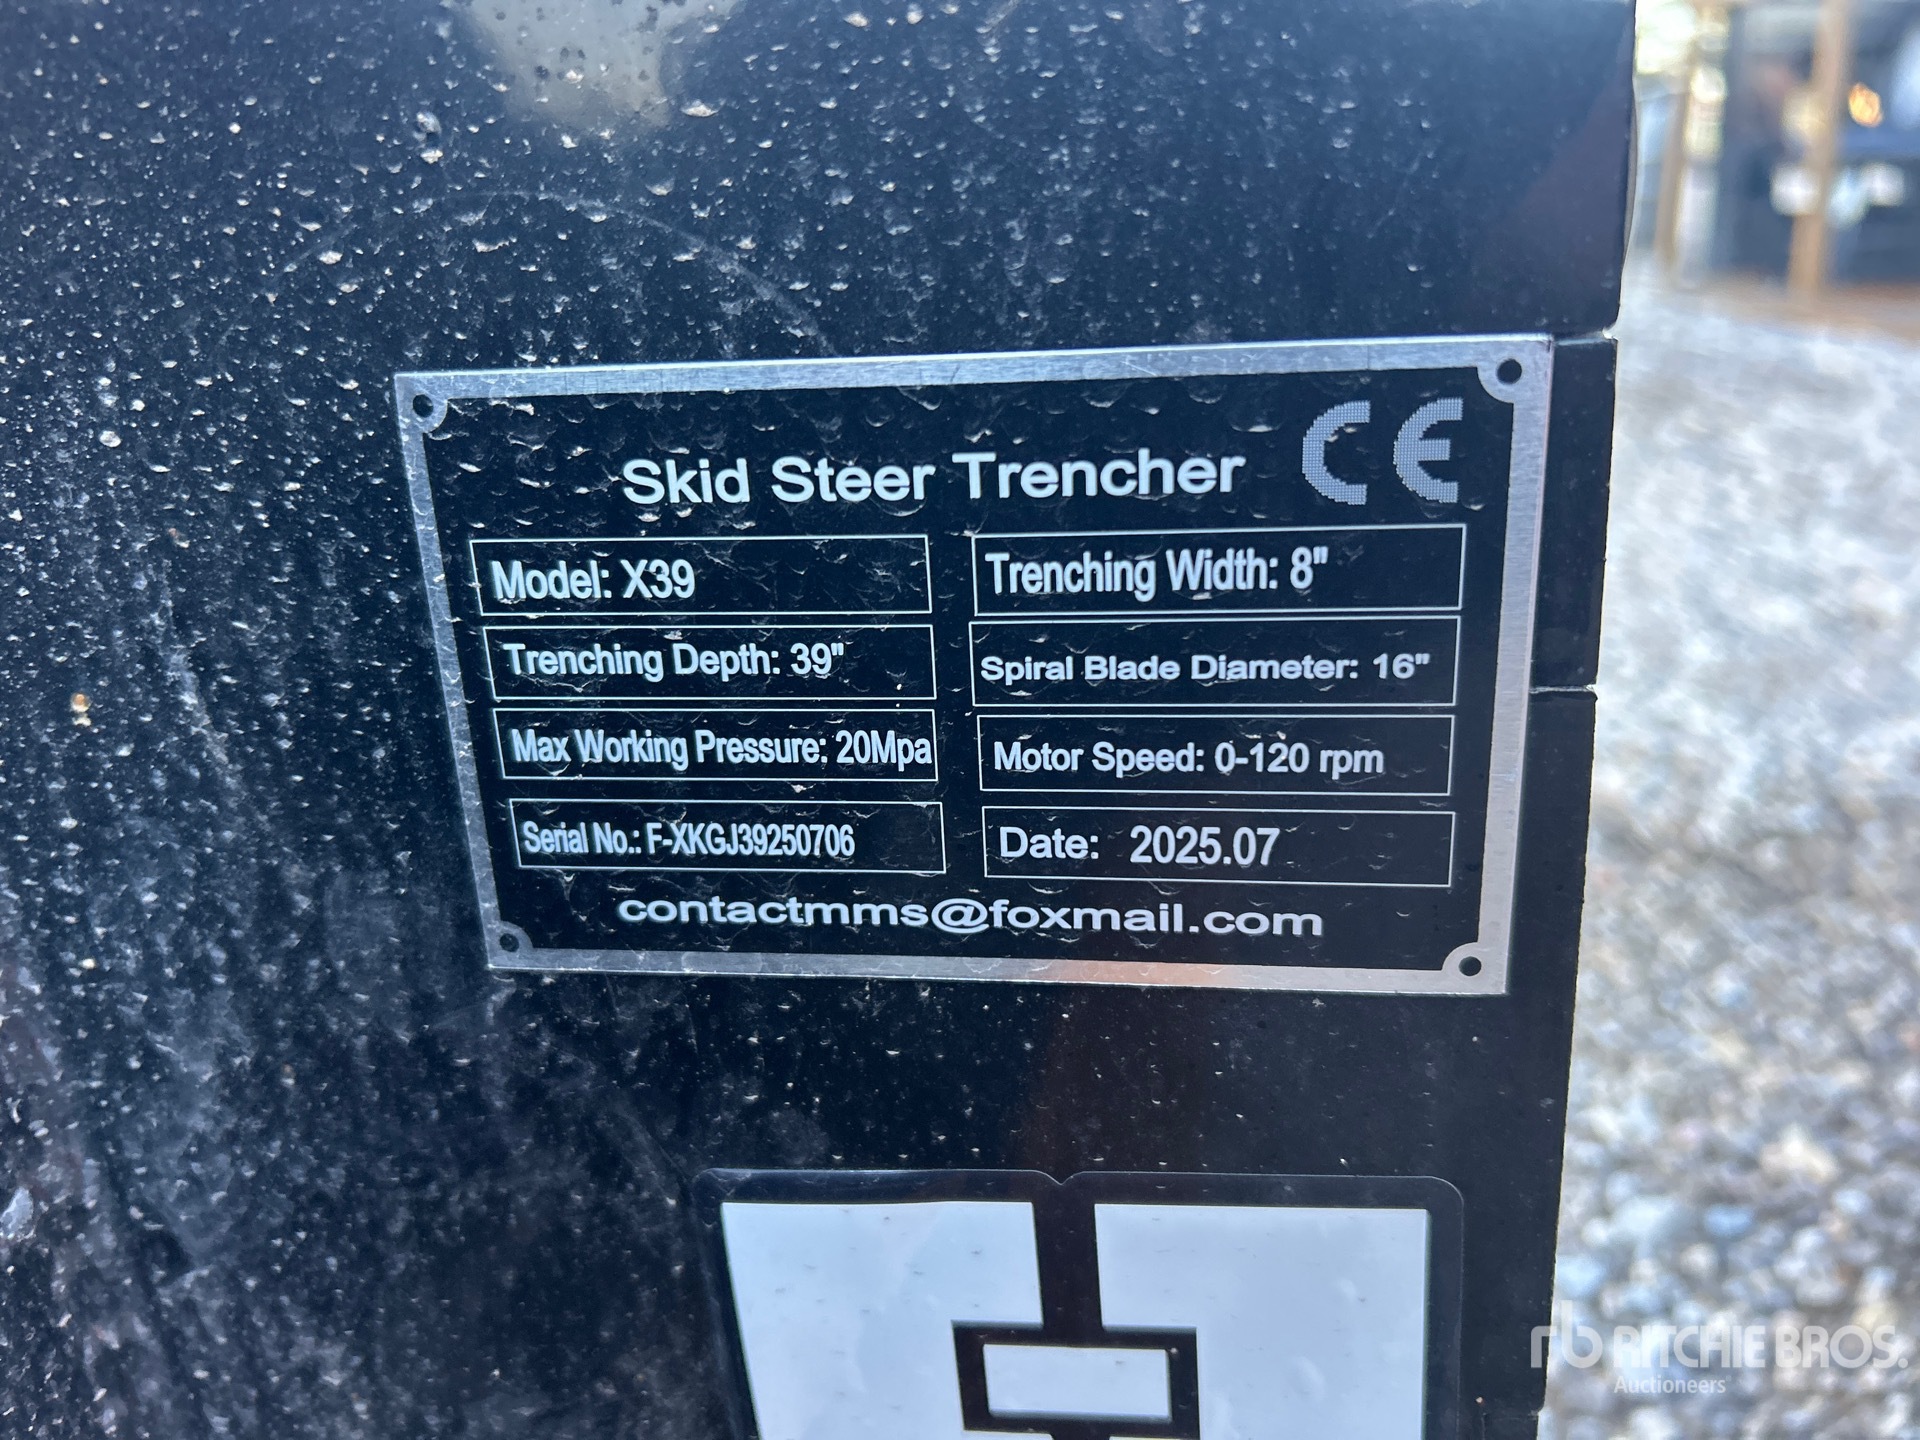 CE
Skid Steer Trencher
Model: X39
Trenching Width: 8"
Trenching Depth: 39"
Spiral Blade Diameter: 16"
Max Working Pressure: 20Mpa
Motor Speed: 0-120 rpm
Serial No.: F-XKGJ39250706
Date: 2025.07
contactmms@foxmail.com
rb RITCHIE BROS.
Auctioneers